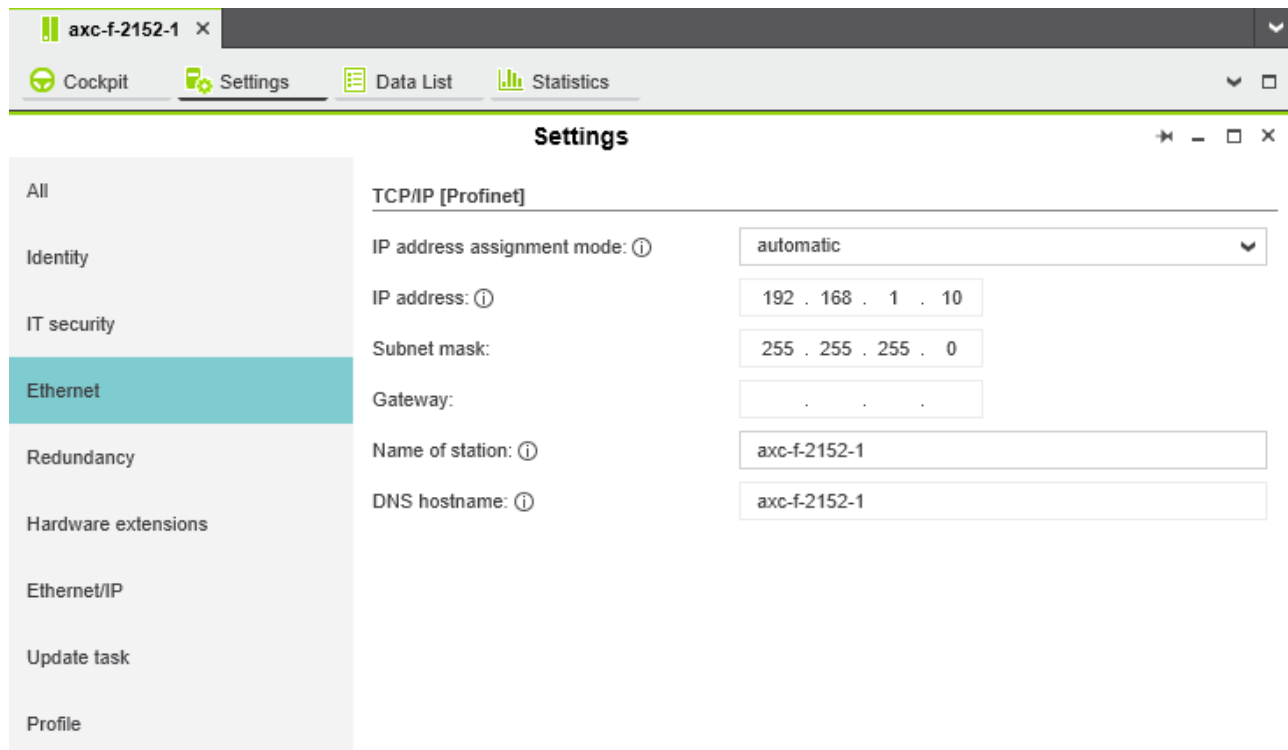 axc-f-2152-1
Cockpit Settings Data List Statistics
Settings
All
Identity
IT security
Ethernet
Redundancy
Hardware extensions
Ethernet/IP
Update task
Profile
TCP/IP [Profinet]
IP address assignment mode: automatic
IP address: 192 . 168 . 1 . 10
Subnet mask: 255 . 255 . 255 . 0
Gateway: . . .
Name of station: axc-f-2152-1
DNS hostname: axc-f-2152-1